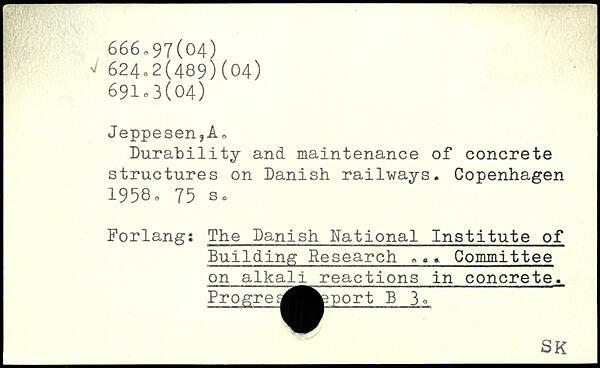 666.97(04)
✓ 624.2(489)(04)
691.3(04)
Jeppesen,A.
Durability and maintenance of concrete
structures on Danish railways. Copenhagen
1958. 75 s.
Forlang: The Danish National Institute of
Building Research ... Committee
on alkali reactions in concrete.
Progres eport B 3.
SK